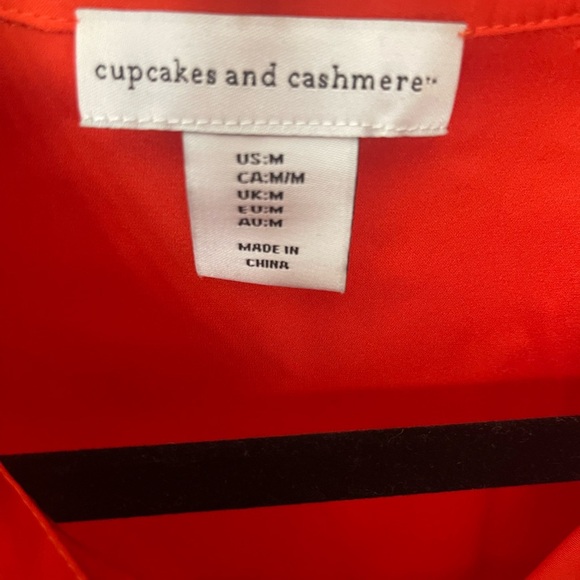 cupcakes and cashmere™
US:M
CA:M/M
UK:M
EU:M
AU:M
MADE IN
CHINA